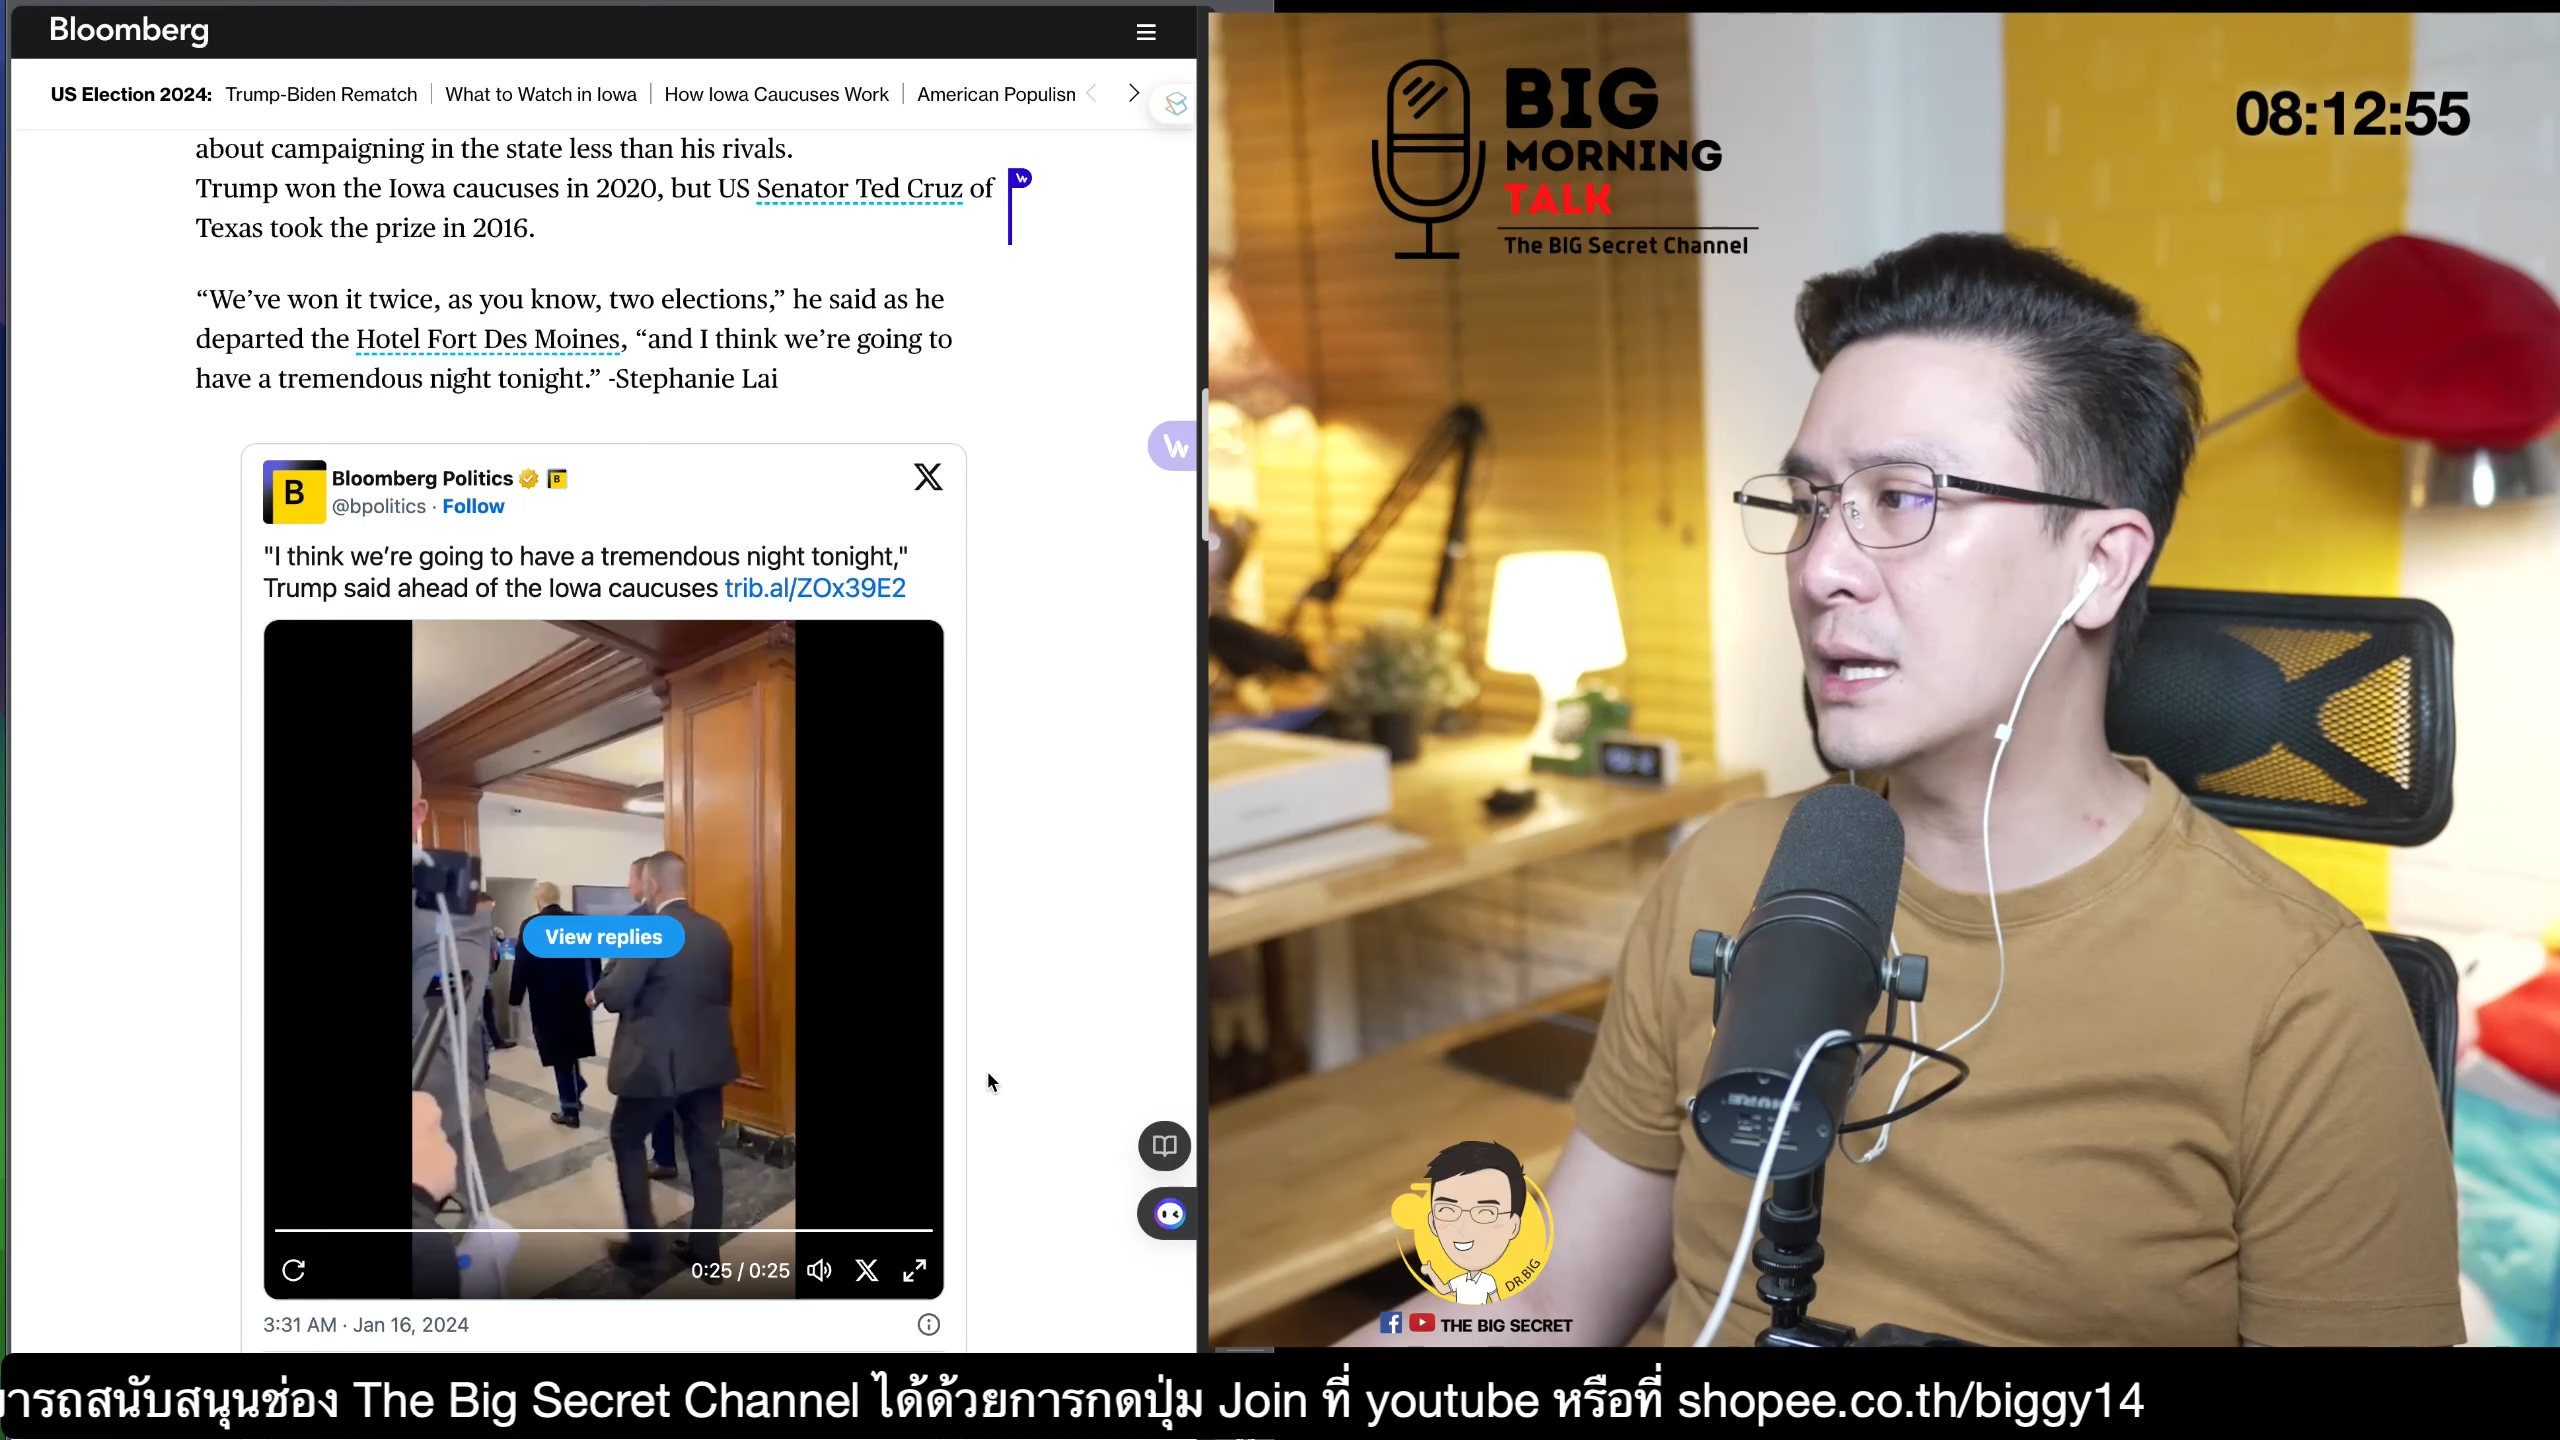 Bloomberg
US Election 2024: Trump-Biden Rematch What to Watch in Iowa How Iowa Caucuses Work American Populisn
about campaigning in the state less than his rivals.
Trump won the Iowa caucuses in 2020, but US Senator Ted Cruz of
Texas took the prize in 2016.
“We’ve won it twice, as you know, two elections,” he said as he
departed the Hotel Fort Des Moines, “and I think we’re going to
have a tremendous night tonight.” -Stephanie Lai
B
Bloomberg Politics B
@bpolitics · Follow
"I think we’re going to have a tremendous night tonight,"
Trump said ahead of the Iowa caucuses trib.al/ZOx39E2
View replies
0:25 / 0:25
3:31 AM · Jan 16, 2024
BIG
MORNING
TALK
The BIG Secret Channel
08:12:55
SHURE
DR.BIG
THE BIG SECRET
ารถสนับสนุนช่อง The Big Secret Channel ได้ด้วยการกดปุ่ม Join ที่ youtube หรือที่ shopee.co.th/biggy14